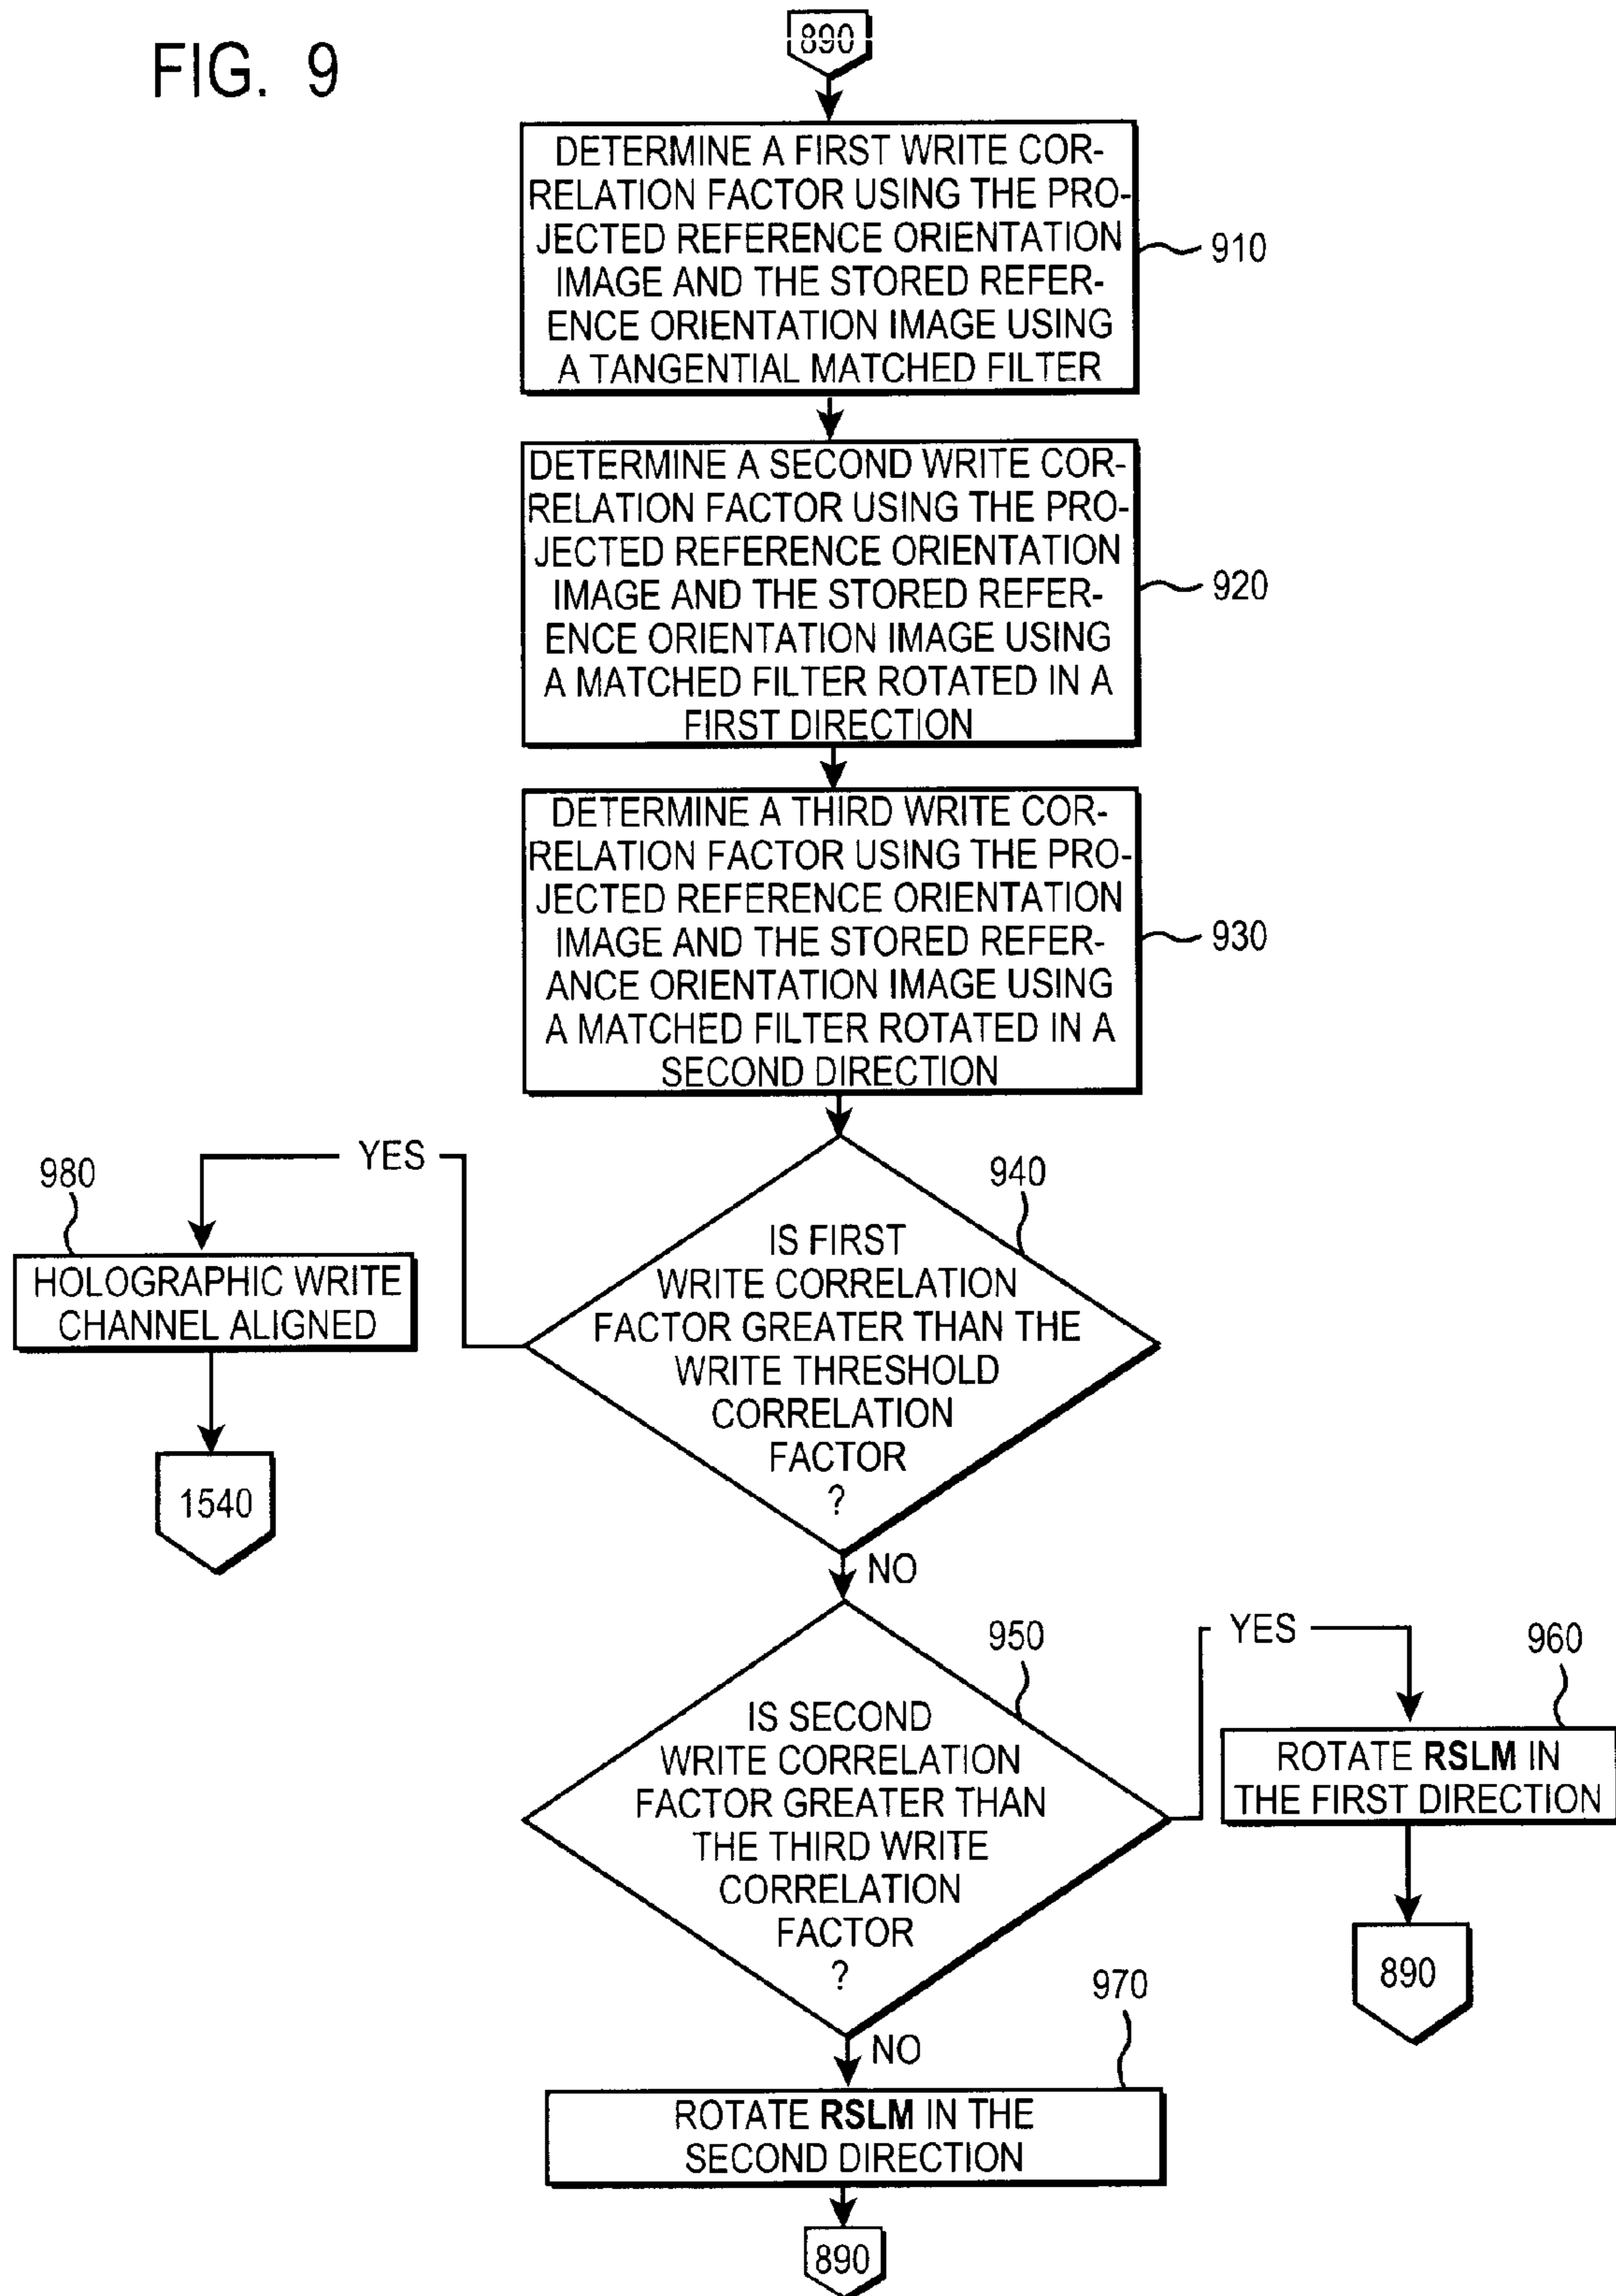 FIG. 9
890
DETERMINE A FIRST WRITE COR-
RELATION FACTOR USING THE PRO-
JECTED REFERENCE ORIENTATION
IMAGE AND THE STORED REFER-
ENCE ORIENTATION IMAGE USING
A TANGENTIAL MATCHED FILTER
910
DETERMINE A SECOND WRITE COR-
RELATION FACTOR USING THE PRO-
JECTED REFERENCE ORIENTATION
IMAGE AND THE STORED REFER-
ENCE ORIENTATION IMAGE USING
A MATCHED FILTER ROTATED IN A
FIRST DIRECTION
920
DETERMINE A THIRD WRITE COR-
RELATION FACTOR USING THE PRO-
JECTED REFERENCE ORIENTATION
IMAGE AND THE STORED REFER-
ANCE ORIENTATION IMAGE USING
A MATCHED FILTER ROTATED IN A
SECOND DIRECTION
930
YES
980
HOLOGRAPHIC WRITE
CHANNEL ALIGNED
1540
940
IS FIRST
WRITE CORRELATION
FACTOR GREATER THAN THE
WRITE THRESHOLD
CORRELATION
FACTOR
?
NO
950
IS SECOND
WRITE CORRELATION
FACTOR GREATER THAN
THE THIRD WRITE
CORRELATION
FACTOR
?
YES
960
ROTATE RSLM IN
THE FIRST DIRECTION
890
NO
970
ROTATE RSLM IN THE
SECOND DIRECTION
890